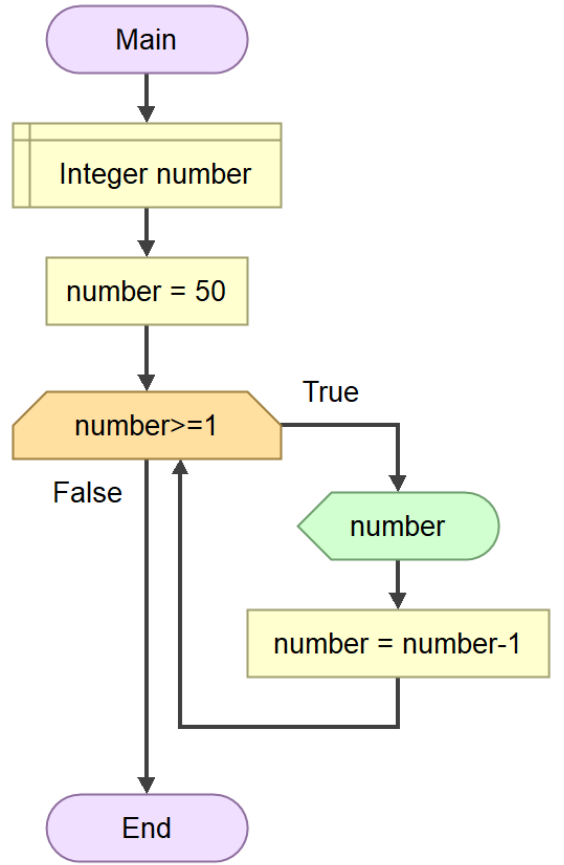 Main
Integer number
number = 50
number>=1
True
False
number
number = number-1
End